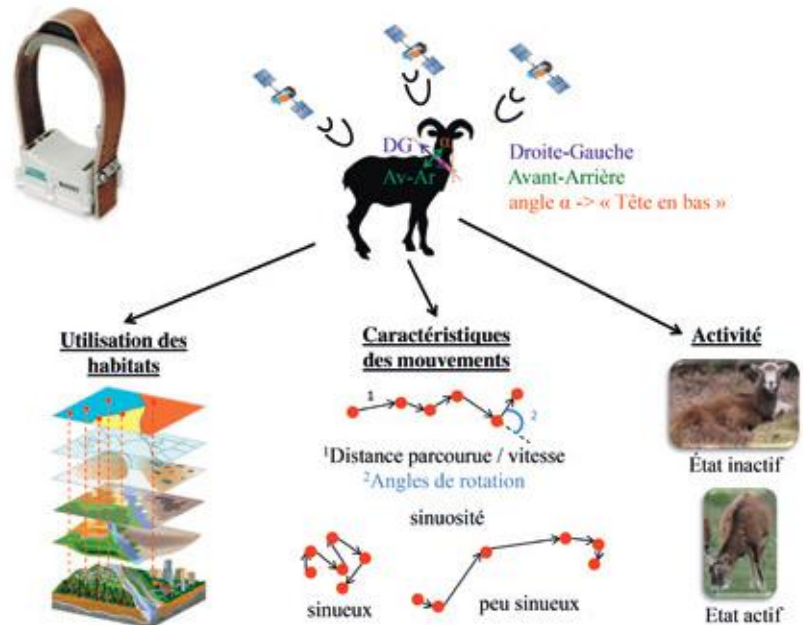 DG
α
Av-Ar
Droite-Gauche
Avant-Arrière
angle α -> « Tête en bas »
Utilisation des
habitats
Caractéristiques
des mouvements
1
2
¹Distance parcourue / vitesse
²Angles de rotation
sinuosité
sinueux
peu sinueux
Activité
État inactif
Etat actif